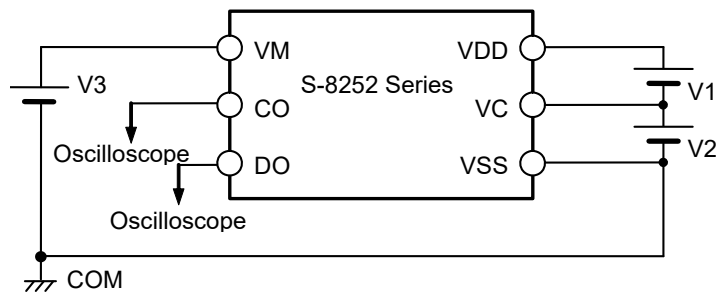 VM
VDD
V3
S-8252 Series
V1
CO
VC
V2
Oscilloscope
DO
VSS
Oscilloscope
COM